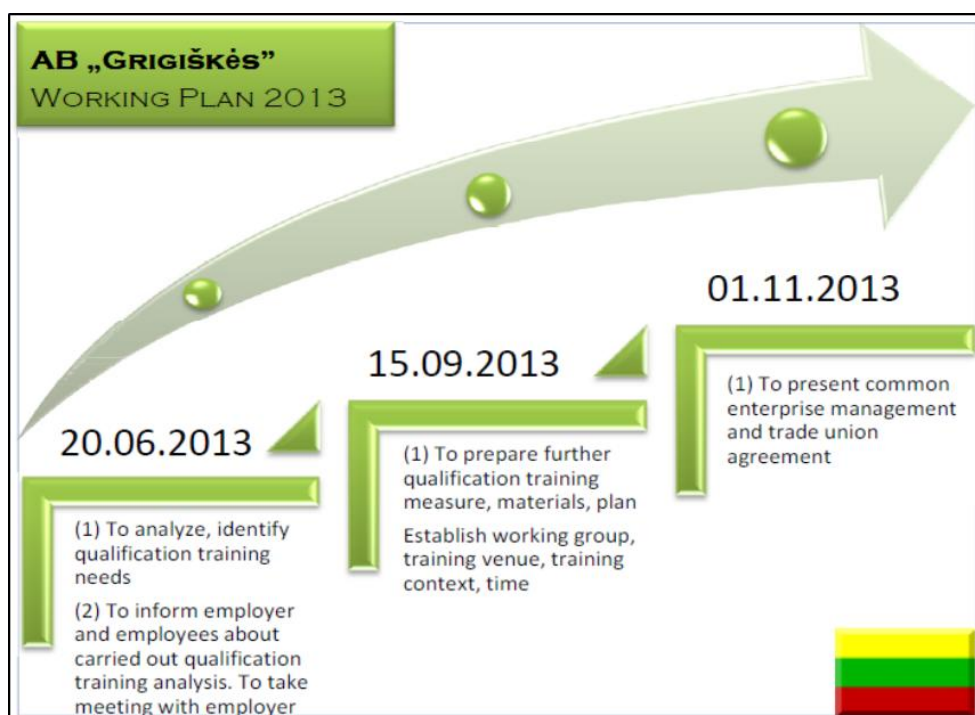 AB „GRIGIŠKĖS”
WORKING PLAN 2013
20.06.2013
(1) To analyze, identify
qualification training
needs
(2) To inform employer
and employees about
carried out qualification
training analysis. To take
meeting with employer
15.09.2013
(1) To prepare further
qualification training
measure, materials, plan
Establish working group,
training venue, training
context, time
01.11.2013
(1) To present common
enterprise management
and trade union
agreement